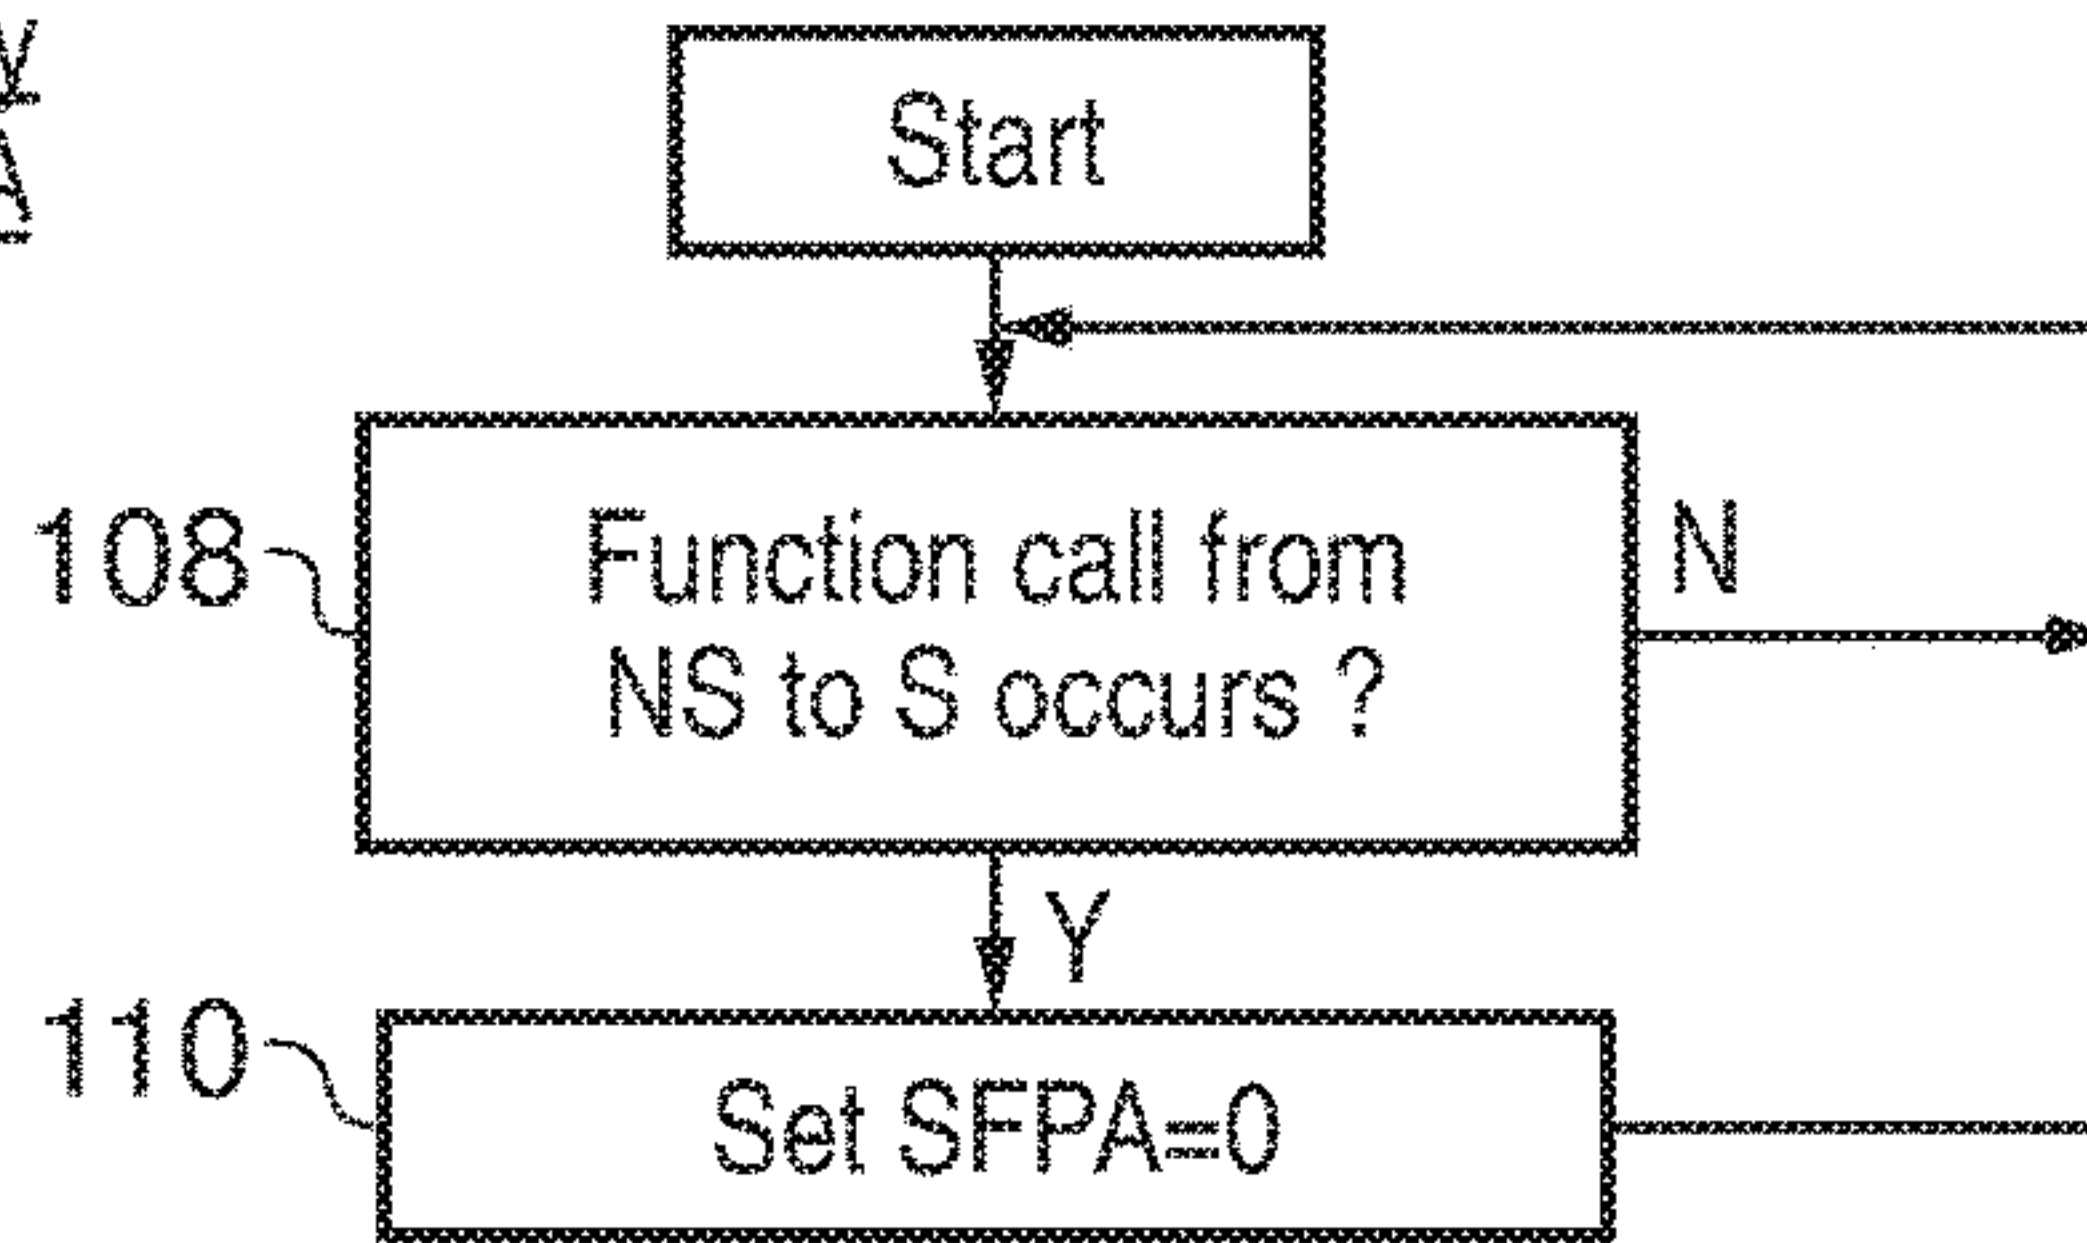 Start
108
Function call from
NS to S occurs ?
N
Y
110
Set SFPA=0